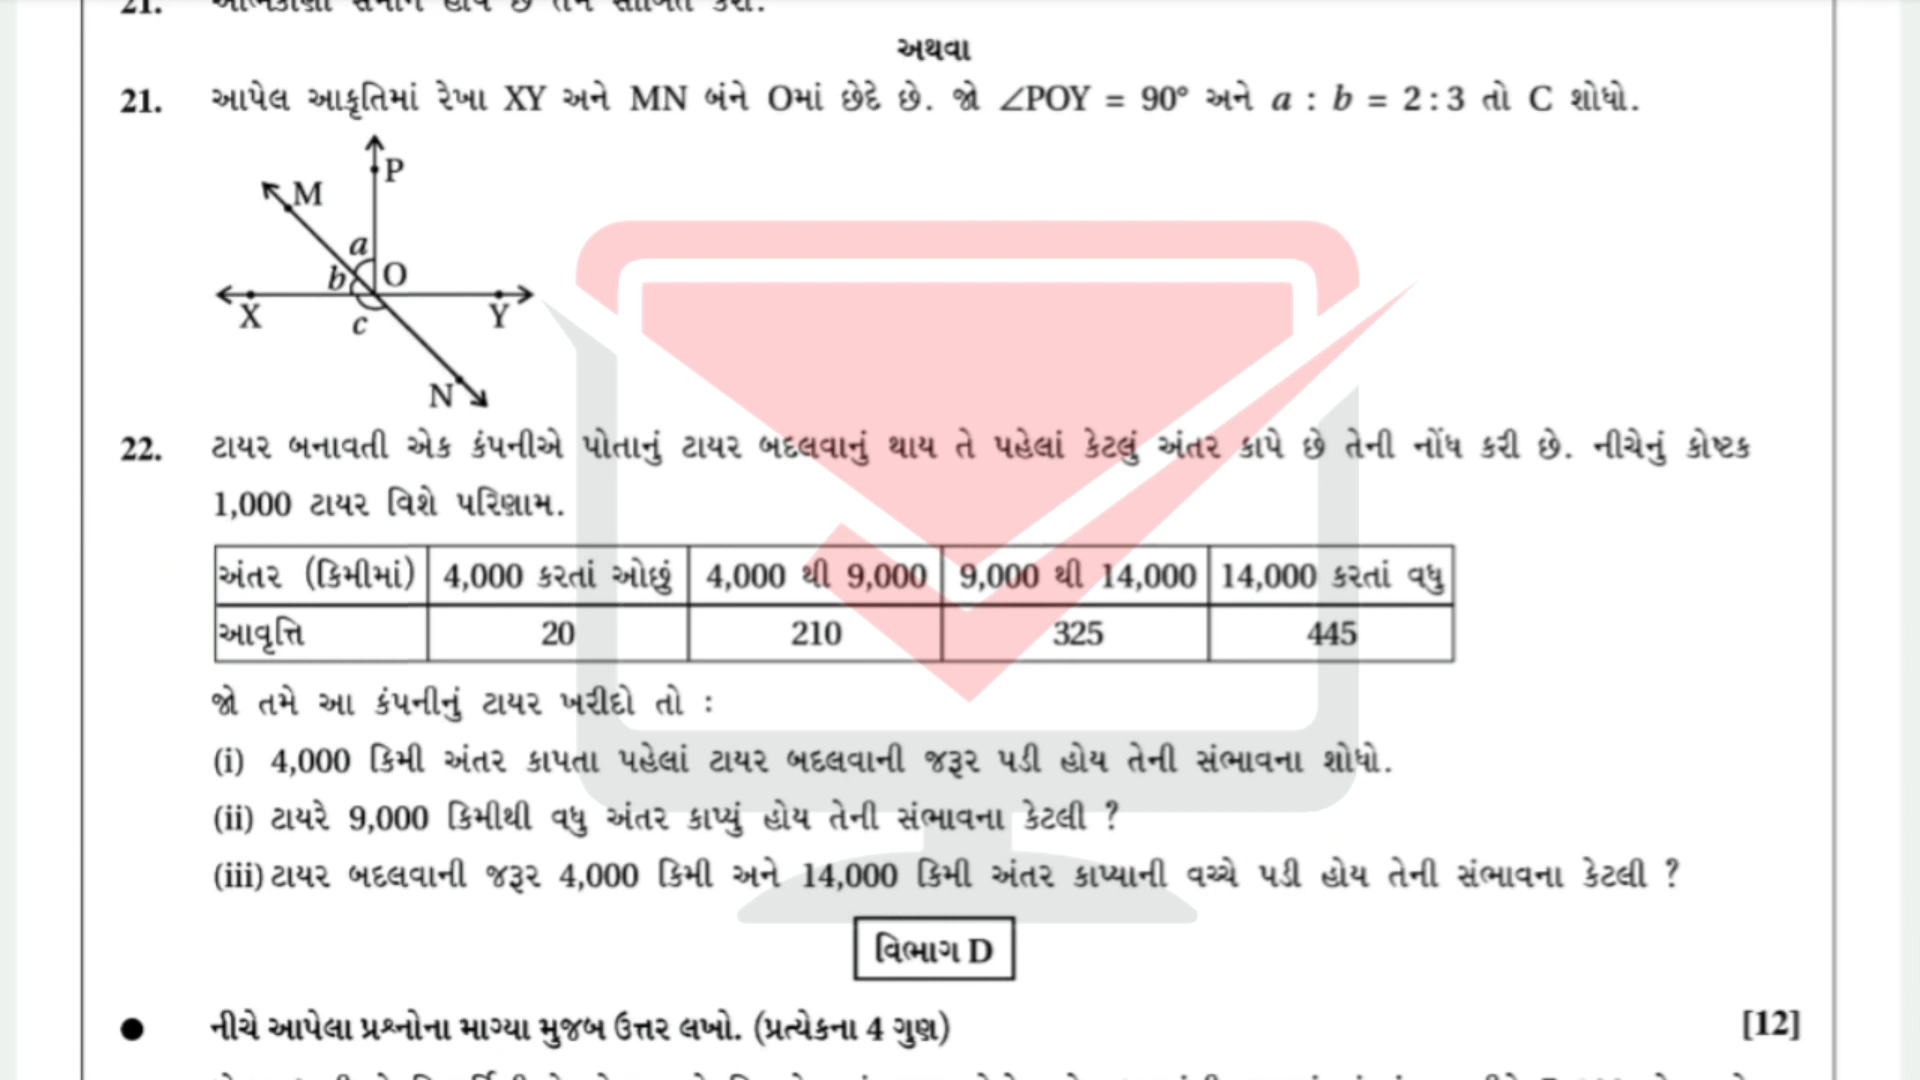 21. આત્મકોણો સમાન હોય છે તેમ સાબિત કરો.
અથવા
21. આપેલ આકૃતિમાં રેખા XY અને MN બંને Oમાં છેદે છે. જો ∠POY = 90° અને a : b = 2 : 3 તો C શોધો.
P
M
a
b O
X Y
c
N
22. ટાયર બનાવતી એક કંપનીએ પોતાનું ટાયર બદલવાનું થાય તે પહેલાં કેટલું અંતર કાપે છે તેની નોંધ કરી છે. નીચેનું કોષ્ટક
1,000 ટાયર વિશે પરિણામ.
અંતર (કિમીમાં) 4,000 કરતાં ઓછું 4,000 થી 9,000 9,000 થી 14,000 14,000 કરતાં વધુ
આવૃત્તિ 20 210 325 445
જો તમે આ કંપનીનું ટાયર ખરીદો તો :
(i) 4,000 કિમી અંતર કાપતા પહેલાં ટાયર બદલવાની જરૂર પડી હોય તેની સંભાવના શોધો.
(ii) ટાયરે 9,000 કિમીથી વધુ અંતર કાપ્યું હોય તેની સંભાવના કેટલી ?
(iii) ટાયર બદલવાની જરૂર 4,000 કિમી અને 14,000 કિમી અંતર કાપ્યાની વચ્ચે પડી હોય તેની સંભાવના કેટલી ?
વિભાગ D
● નીચે આપેલા પ્રશ્નોના માગ્યા મુજબ ઉત્તર લખો. (પ્રત્યેકના 4 ગુણ) [12]